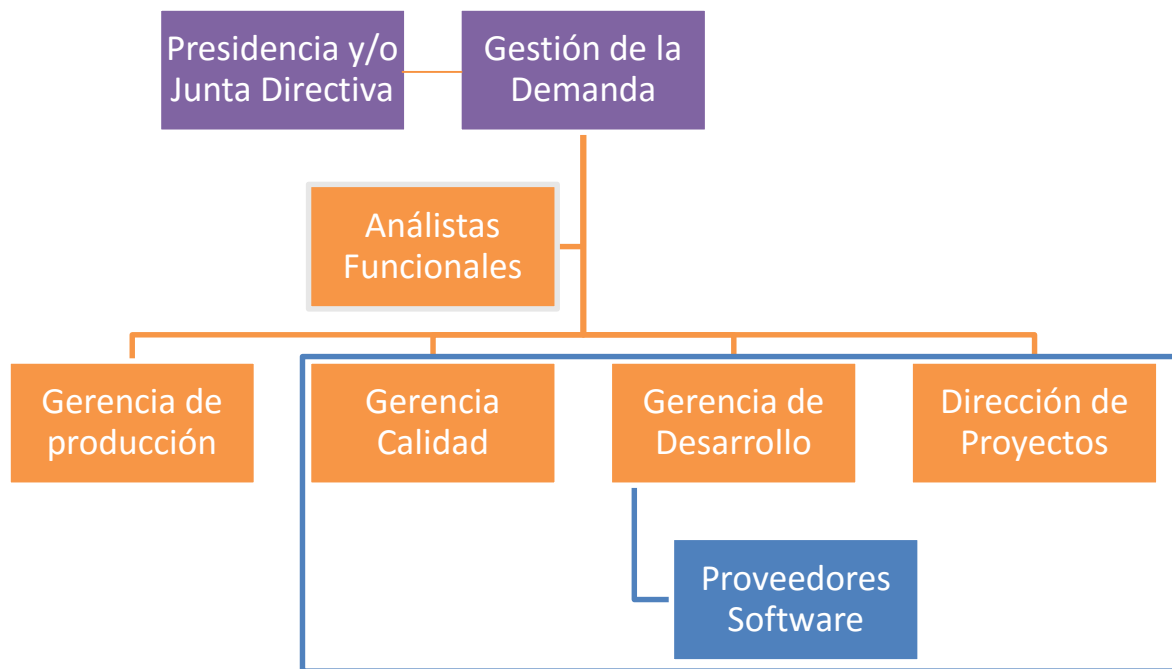 Presidencia y/o
Junta Directiva
Gestión de la
Demanda
Análistas
Funcionales
Gerencia de
producción
Gerencia
Calidad
Gerencia de
Desarrollo
Dirección de
Proyectos
Proveedores
Software